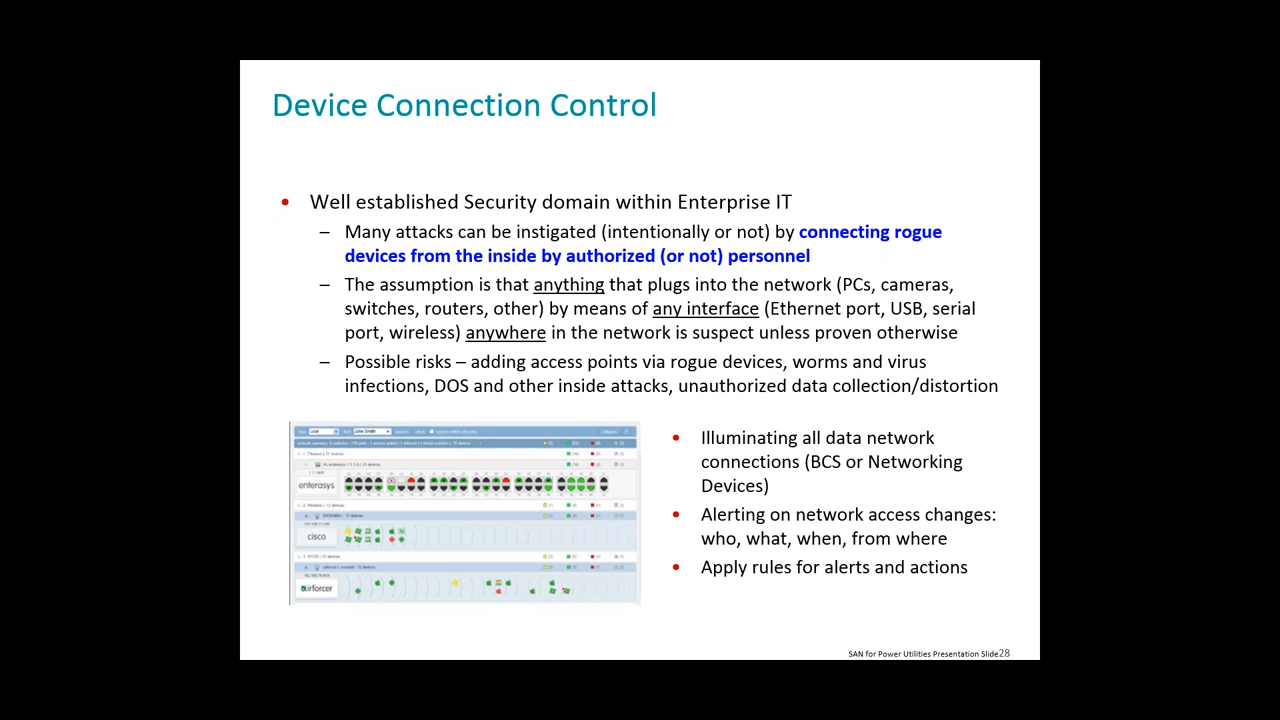 Device Connection Control
• Well established Security domain within Enterprise IT
– Many attacks can be instigated (intentionally or not) by connecting rogue
devices from the inside by authorized (or not) personnel
– The assumption is that anything that plugs into the network (PCs, cameras,
switches, routers, other) by means of any interface (Ethernet port, USB, serial
port, wireless) anywhere in the network is suspect unless proven otherwise
– Possible risks – adding access points via rogue devices, worms and virus
infections, DOS and other inside attacks, unauthorized data collection/distortion
enterasys
cisco
airforcer
• Illuminating all data network
connections (BCS or Networking
Devices)
• Alerting on network access changes:
who, what, when, from where
• Apply rules for alerts and actions
SAN for Power Utilities Presentation Slide28